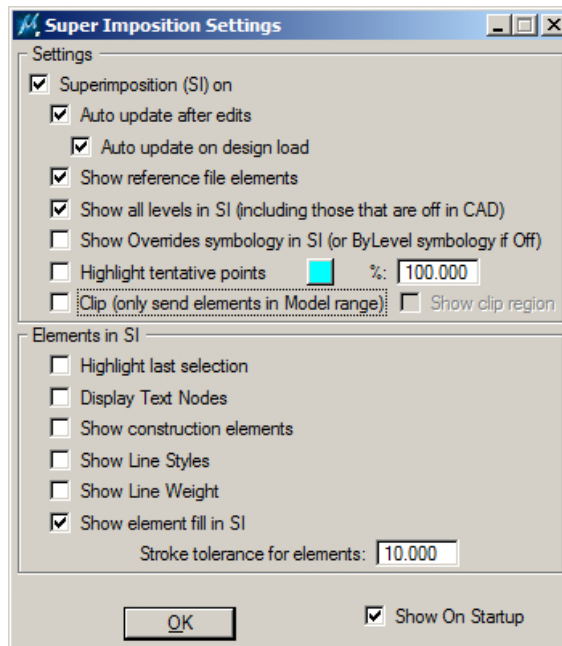 Super Imposition Settings
Settings
Superimposition (SI) on
Auto update after edits
Auto update on design load
Show reference file elements
Show all levels in SI (including those that are off in CAD)
Show Overrides symbology in SI (or ByLevel symbology if Off)
Highlight tentative points %: 100.000
Clip (only send elements in Model range) Show clip region
Elements in SI
Highlight last selection
Display Text Nodes
Show construction elements
Show Line Styles
Show Line Weight
Show element fill in SI
Stroke tolerance for elements: 10.000
OK Show On Startup